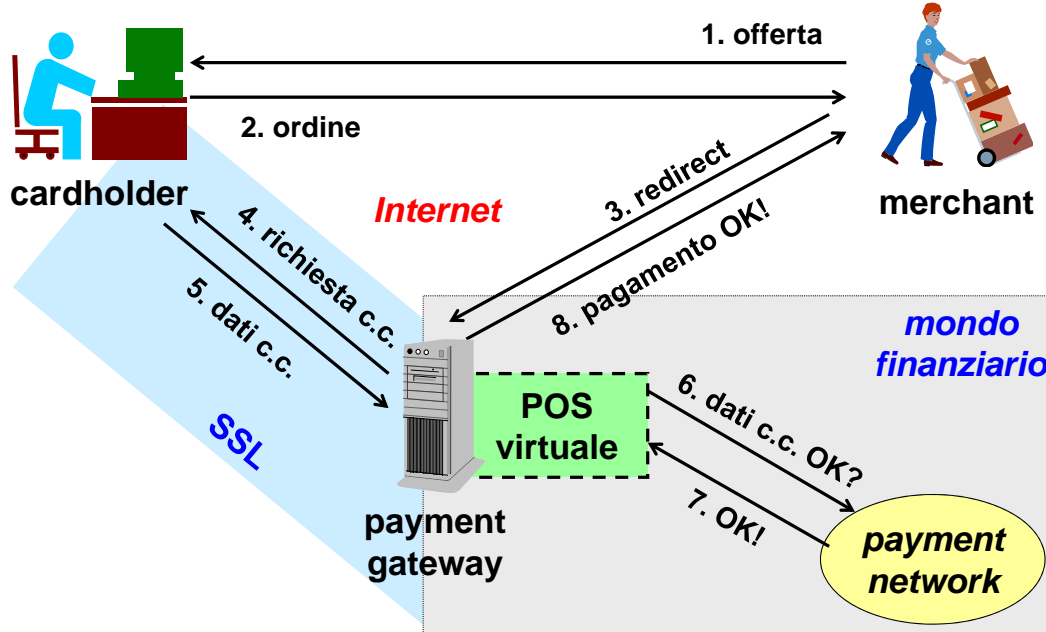 1. offerta
2. ordine
cardholder
merchant
Internet
3. redirect
4. richiesta c.c.
5. dati c.c.
8. pagamento OK!
mondo
finanziario
SSL
POS
virtuale
6. dati c.c. OK?
7. OK!
payment
gateway
payment
network